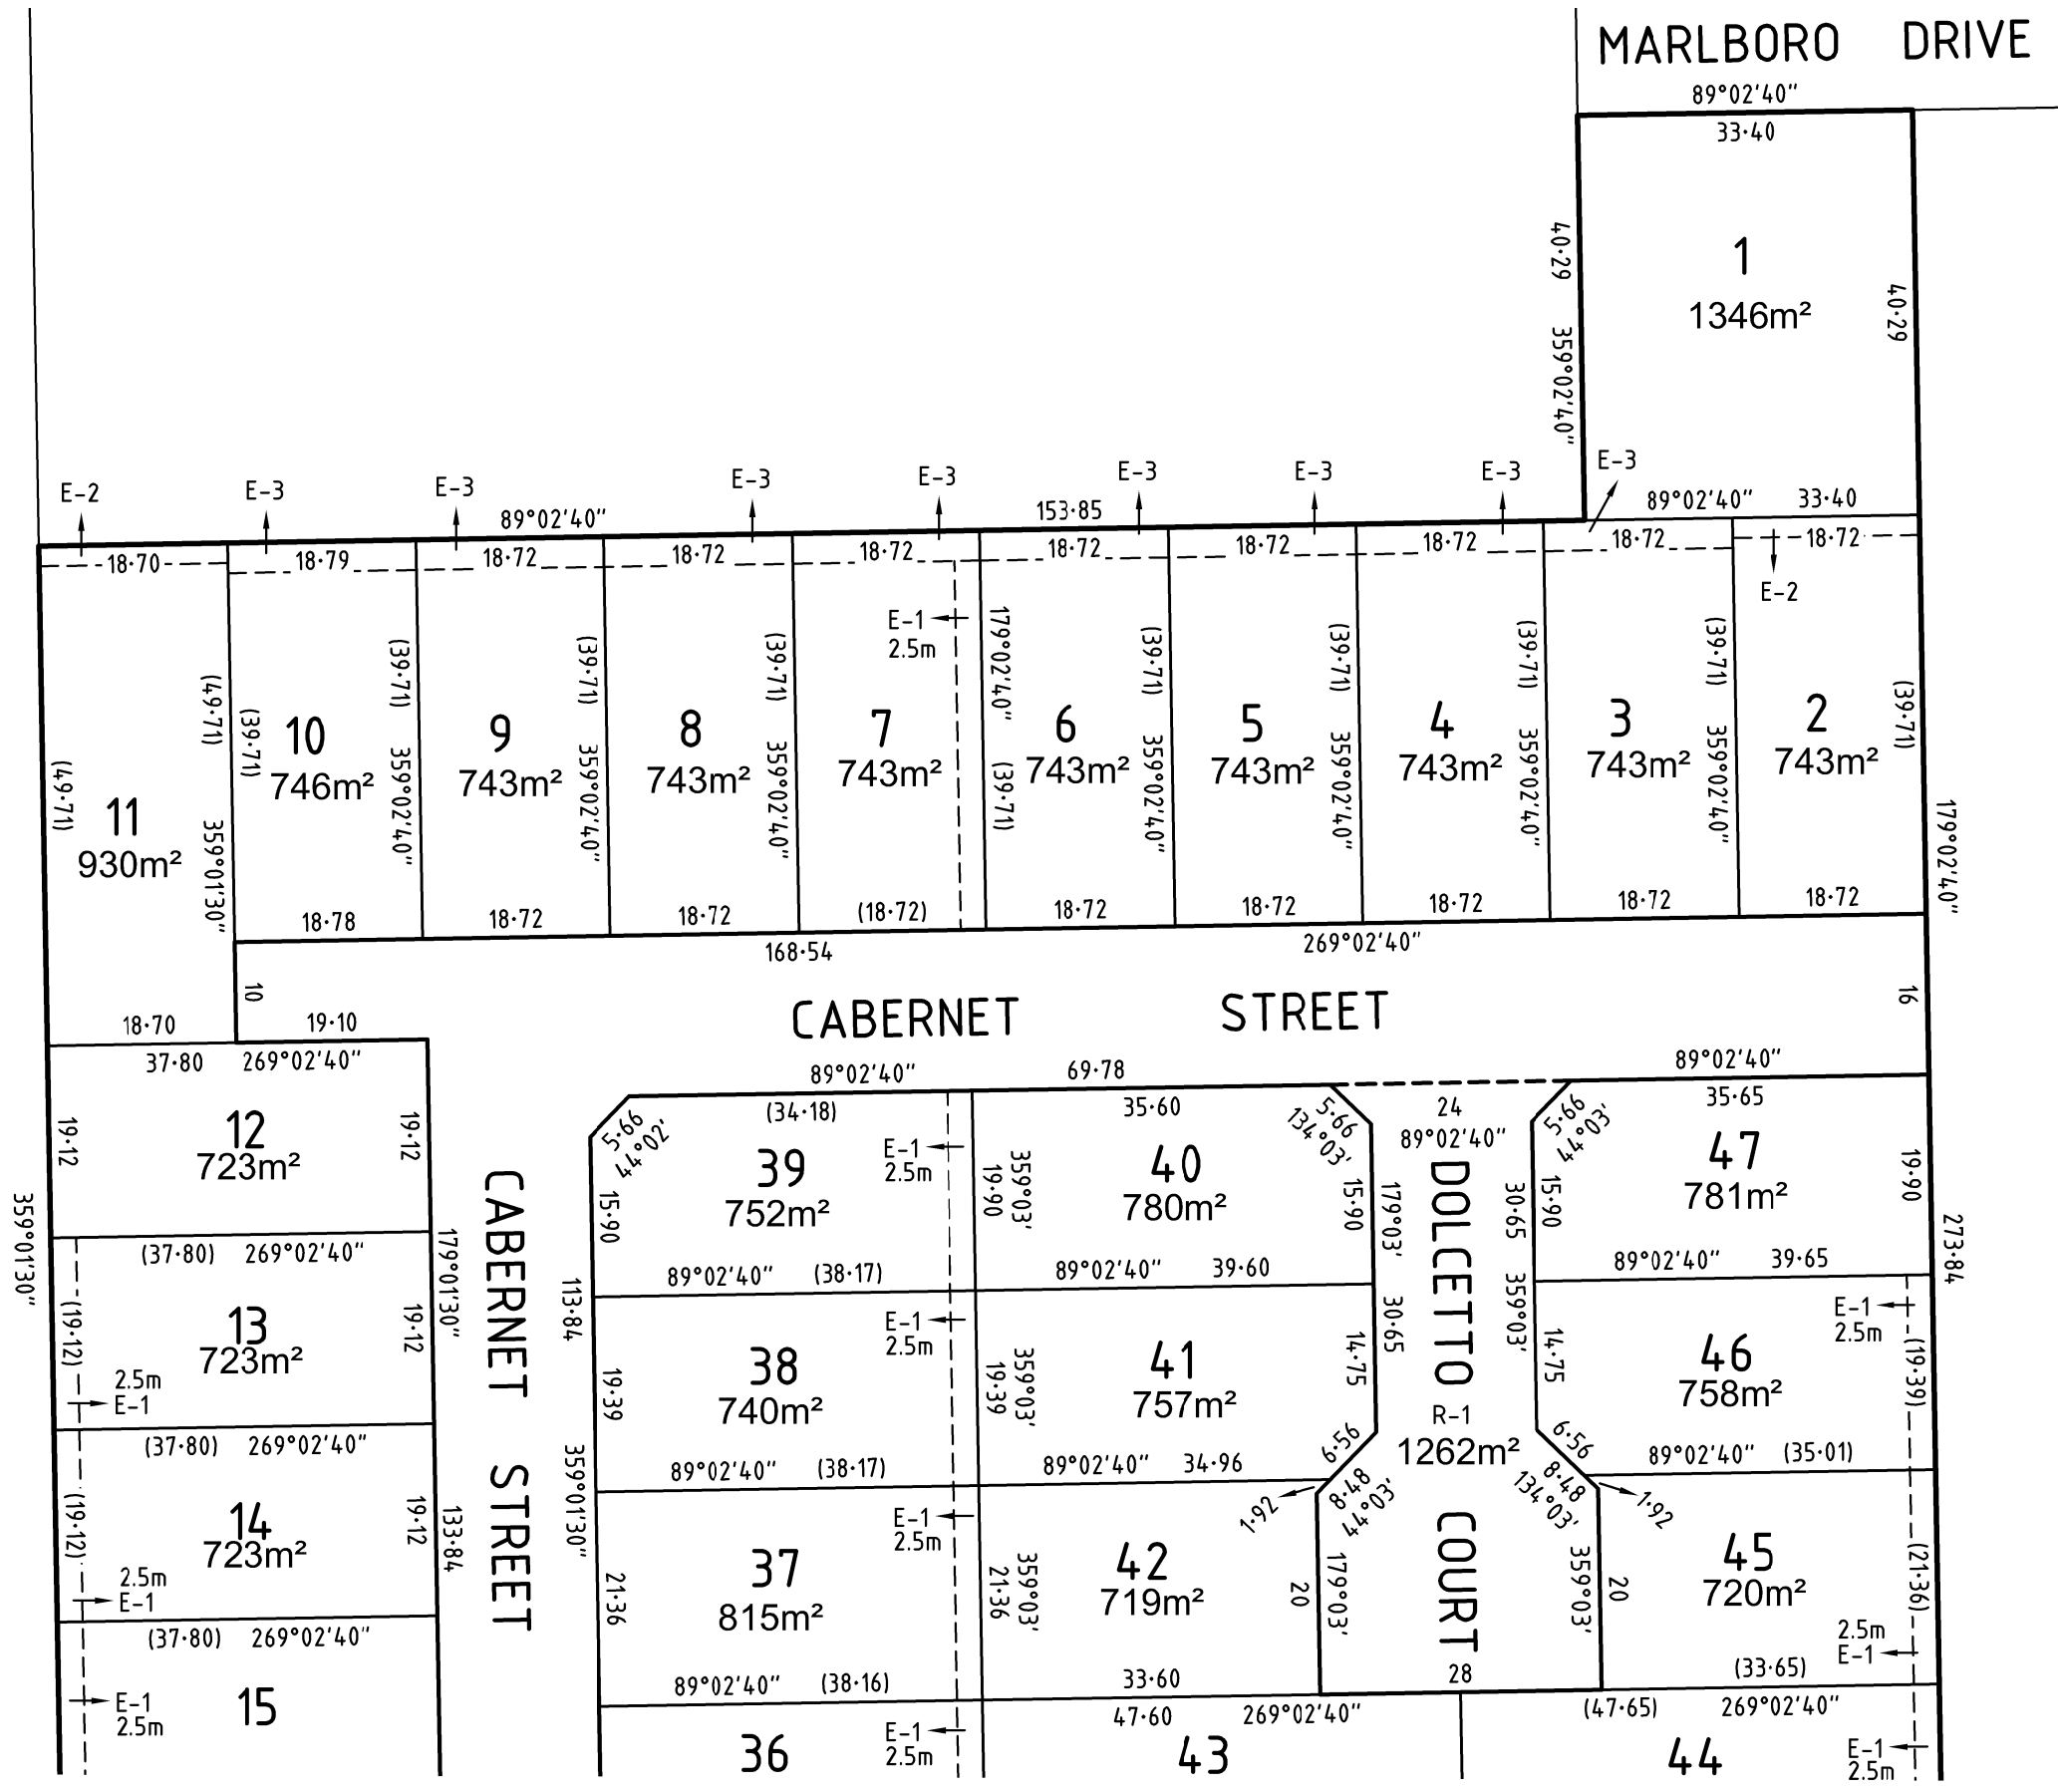 MARLBORO DRIVE
89°02'40"
33·40
40·29
359°02'40"
1
1346m²
40·29
E-3
89°02'40"
33·40
E-2
E-3
E-3
89°02'40"
E-3
E-3
153·85
E-3
E-3
E-3
18·70
18·79
18·72
18·72
18·72
18·72
18·72
18·72
18·72
18·72
E-2
(49·71)
11
930m²
(49·71)
359°01'30"
(39·71)
10
746m²
(39·71)
359°02'40"
9
743m²
(39·71)
359°02'40"
8
743m²
(39·71)
359°02'40"
7
743m²
E-1
2.5m
179°02'40"
(39·71)
6
743m²
(39·71)
359°02'40"
5
743m²
(39·71)
359°02'40"
4
743m²
(39·71)
359°02'40"
3
743m²
(39·71)
359°02'40"
2
743m²
(39·71)
179°02'40"
18·78
18·72
18·72
(18·72)
18·72
18·72
18·72
18·72
18·72
168·54
269°02'40"
10
CABERNET STREET
16
18·70
19·10
37·80
269°02'40"
89°02'40"
69·78
89°02'40"
19·12
12
723m²
19·12
359°01'30"
(37·80)
269°02'40"
179°01'30"
(19·12)
13
723m²
19·12
2.5m
E-1
(37·80)
269°02'40"
(19·12)
14
723m²
19·12
133·84
2.5m
E-1
(37·80)
269°02'40"
E-1
2.5m
15
CABERNET STREET
5·66
44°02'
(34·18)
15·90
39
752m²
E-1
2.5m
359°03'
19·90
113·84
89°02'40"
(38·17)
19·39
38
740m²
E-1
2.5m
359°03'
19·39
359°01'30"
89°02'40"
(38·17)
21·36
37
815m²
E-1
2.5m
359°03'
21·36
89°02'40"
(38·16)
36
E-1
2.5m
35·60
5·66
134°03'
40
780m²
15·90
179°03'
89°02'40"
39·60
30·65
41
757m²
14·75
6·56
89°02'40"
34·96
1·92
8·48
44°03'
42
719m²
20
179°03'
33·60
47·60
269°02'40"
43
24
89°02'40"
DOLCETTO COURT
R-1
1262m²
28
35·65
5·66
44°03'
47
781m²
19·90
30·65
15·90
359°03'
89°02'40"
39·65
273·84
14·75
46
758m²
E-1
2.5m
(19·39)
6·56
89°02'40"
(35·01)
8·48
134°03'
1·92
45
720m²
(21·36)
359°03'
20
2.5m
E-1
(33·65)
(47·65)
269°02'40"
44
E-1
2.5m